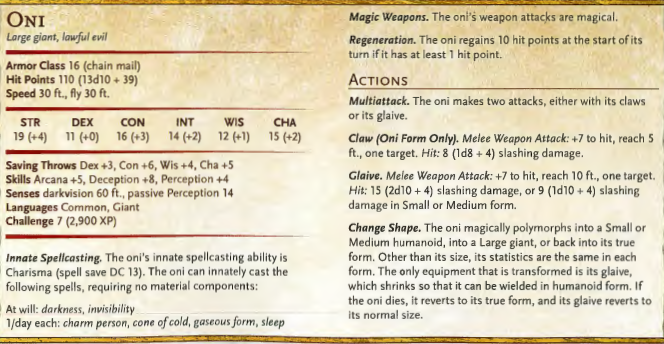 ONI
Large giant, lawful evil
Armor Class 16 (chain mail)
Hit Points 110 (13d10 + 39)
Speed 30 ft., fly 30 ft.
STR DEX CON INT WIS CHA
19 (+4) 11 (+0) 16 (+3) 14 (+2) 12 (+1) 15 (+2)
Saving Throws Dex +3, Con +6, Wis +4, Cha +5
Skills Arcana +5, Deception +8, Perception +4
Senses darkvision 60 ft., passive Perception 14
Languages Common, Giant
Challenge 7 (2,900 XP)
Innate Spellcasting. The oni's innate spellcasting ability is
Charisma (spell save DC 13). The oni can innately cast the
following spells, requiring no material components:
At will: darkness, invisibility
1/day each: charm person, cone of cold, gaseous form, sleep
Magic Weapons. The oni's weapon attacks are magical.
Regeneration. The oni regains 10 hit points at the start of its
turn if it has at least 1 hit point.
ACTIONS
Multiattack. The oni makes two attacks, either with its claws
or its glaive.
Claw (Oni Form Only). Melee Weapon Attack: +7 to hit, reach 5
ft., one target. Hit: 8 (1d8 + 4) slashing damage.
Glaive. Melee Weapon Attack: +7 to hit, reach 10 ft., one target.
Hit: 15 (2d10 + 4) slashing damage, or 9 (1d10 + 4) slashing
damage in Small or Medium form.
Change Shape. The oni magically polymorphs into a Small or
Medium humanoid, into a Large giant, or back into its true
form. Other than its size, its statistics are the same in each
form. The only equipment that is transformed is its glaive,
which shrinks so that it can be wielded in humanoid form. If
the oni dies, it reverts to its true form, and its glaive reverts to
its normal size.